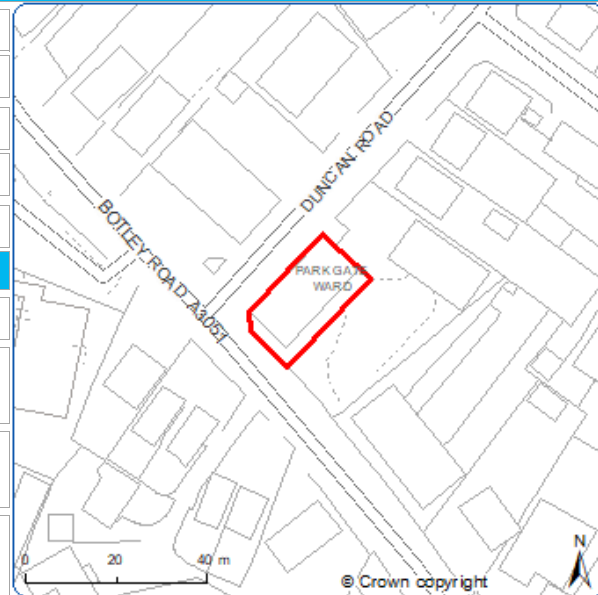 DUNCAN ROAD
BOTLEY ROAD A3051
PARK GATE
WARD
0 20 40 m
N
© Crown copyright